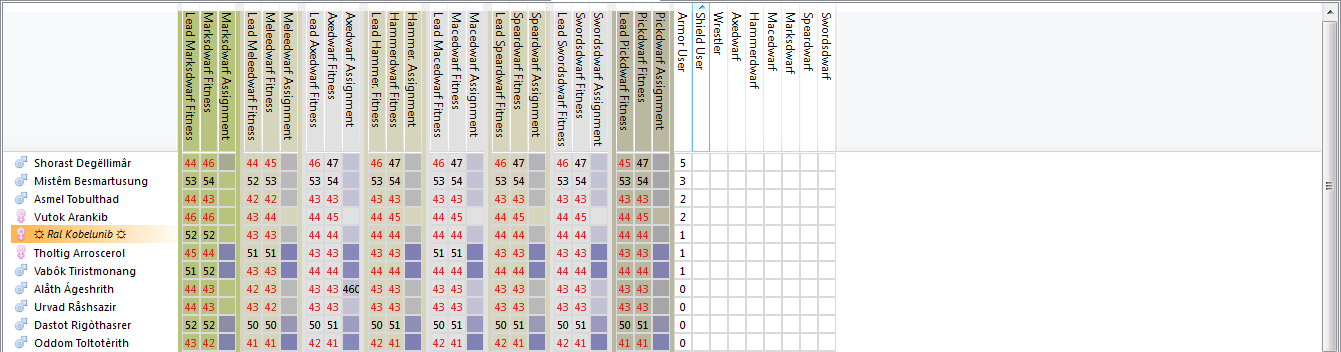 Lead Marksdwarf Fitness
Marksdwarf Fitness
Marksdwarf Assignment
Lead Meleedwarf Fitness
Meleedwarf Fitness
Meleedwarf Assignment
Lead Axedwarf Fitness
Axedwarf Fitness
Axedwarf Assignment
Lead Hammer. Fitness
Hammerdwarf Fitness
Hammer. Assignment
Lead Macedwarf Fitness
Macedwarf Fitness
Macedwarf Assignment
Lead Speardwarf Fitness
Speardwarf Fitness
Speardwarf Assignment
Lead Swordsdwarf Fitness
Swordsdwarf Fitness
Swordsdwarf Assignment
Lead Pickdwarf Fitness
Pickdwarf Fitness
Pickdwarf Assignment
Armor User
Shield User
Wrestler
Axedwarf
Hammerdwarf
Macedwarf
Marksdwarf
Speardwarf
Swordsdwarf
Shorast Degëllimâr 44 46 44 45 46 47 46 47 46 47 46 47 46 47 45 47 5
Mistêm Besmartusung 53 54 52 53 53 54 53 54 53 54 53 54 53 54 53 54 3
Asmel Tobulthad 44 43 42 42 43 43 43 43 43 43 43 43 43 43 43 43 2
Vutok Arankib 46 46 43 44 44 45 44 45 44 45 44 45 44 45 44 45 2
☼ Ral Kobelunib ☼ 52 52 43 43 44 44 44 44 44 44 44 44 44 44 44 44 1
Tholtig Arroscerol 45 44 51 51 43 43 43 43 51 51 43 43 43 43 43 43 1
Vabôk Tiristmonang 51 52 43 43 44 44 44 44 44 44 44 44 44 44 44 44 1
Alåth Ágeshrith 44 43 42 43 43 43 460 43 42 43 42 43 42 43 42 43 43 0
Urvad Råshsazir 44 43 43 42 43 43 43 43 43 43 43 43 43 43 43 43 0
Dastot Rigòthasrer 52 52 50 50 50 51 50 51 50 51 50 51 50 51 50 51 0
Oddom Toltotèrith 43 42 41 41 42 41 42 41 42 41 42 41 42 41 41 41 0